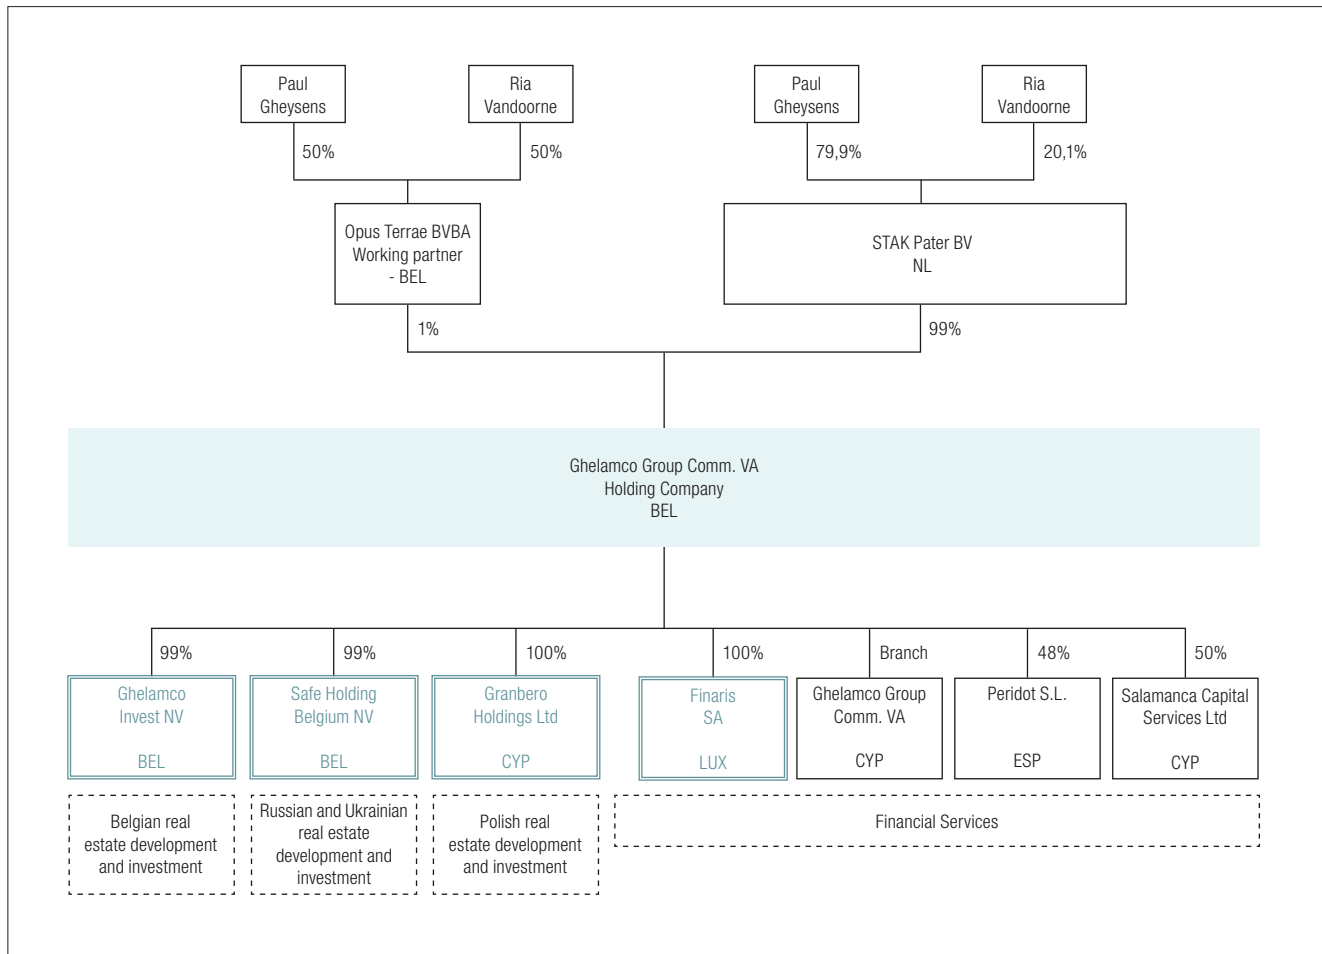 Paul
Gheysens
Ria
Vandoorne
Paul
Gheysens
Ria
Vandoorne
50%
50%
79,9%
20,1%
Opus Terrae BVBA
Working partner
- BEL
STAK Pater BV
NL
1%
99%
Ghelamco Group Comm. VA
Holding Company
BEL
99%
99%
100%
100%
Branch
48%
50%
Ghelamco
Invest NV
BEL
Safe Holding
Belgium NV
BEL
Granbero
Holdings Ltd
CYP
Finaris
SA
LUX
Ghelamco Group
Comm. VA
CYP
Peridot S.L.
ESP
Salamanca Capital
Services Ltd
CYP
Belgian real
estate development
and investment
Russian and Ukrainian
real estate
development and
investment
Polish real
estate development
and investment
Financial Services